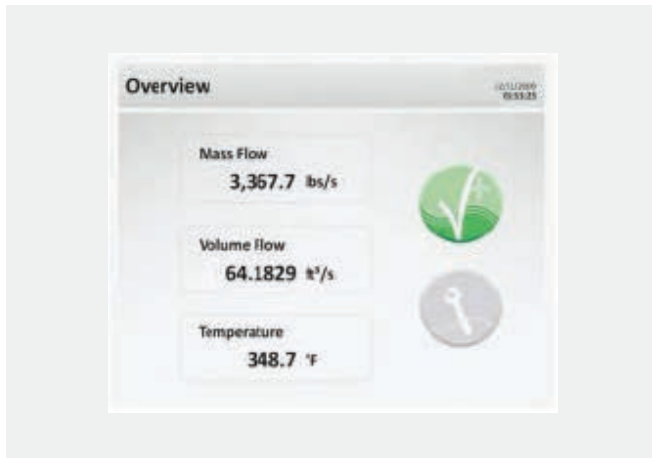 Overview
Mass Flow
3,367.7 lbs/s
Volume Flow
64.1829 ft³/s
Temperature
348.7 °F